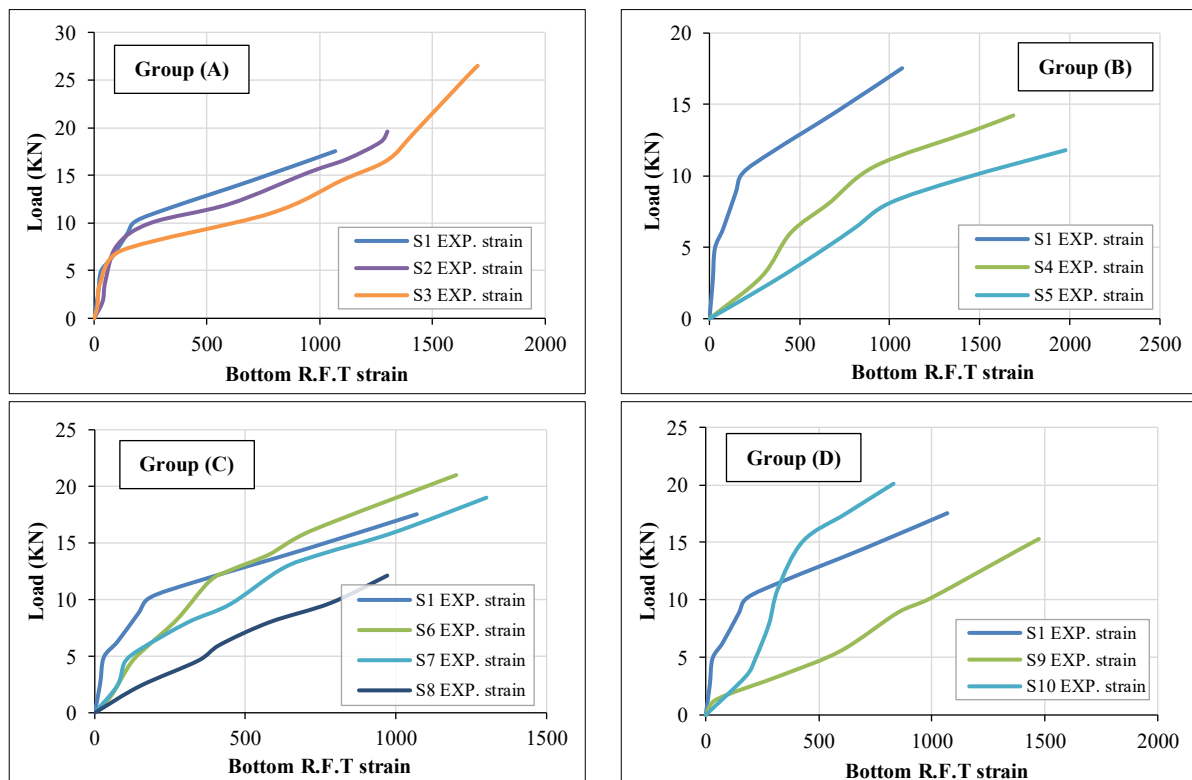 Group (A)
Load (KN)
30
25
20
15
10
5
0
S1 EXP. strain
S2 EXP. strain
S3 EXP. strain
0 500 1000 1500 2000
Bottom R.F.T strain
Group (B)
Load (KN)
20
15
10
5
0
S1 EXP. strain
S4 EXP. strain
S5 EXP. strain
0 500 1000 1500 2000 2500
Bottom R.F.T strain
Group (C)
Load (KN)
25
20
15
10
5
0
S1 EXP. strain
S6 EXP. strain
S7 EXP. strain
S8 EXP. strain
0 500 1000 1500
Bottom R.F.T strain
Group (D)
Load (KN)
25
20
15
10
5
0
S1 EXP. strain
S9 EXP. strain
S10 EXP. strain
0 500 1000 1500 2000
Bottom R.F.T strain